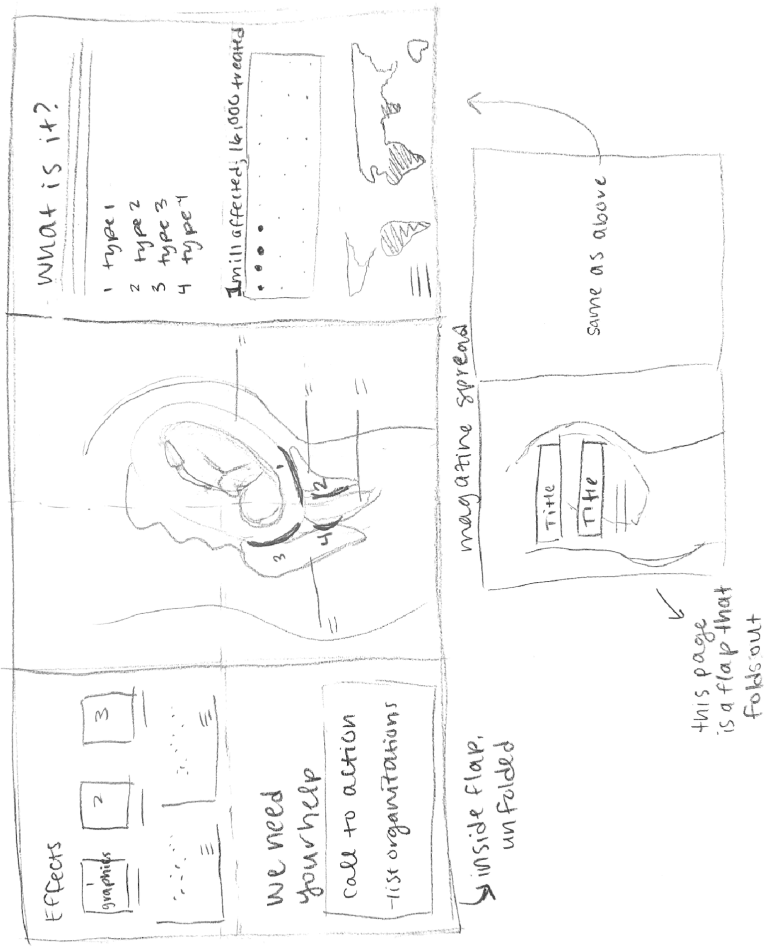 Effects
1
graphics
2
3
we need
your help
call to action
-list organizations
inside flap,
unfolded
1
2
3
4
What is it?
1 type 1
2 type 2
3 type 3
4 type 4
1 mill affected; 16,000 treated
magazine spread
Title
Title
same as above
this page
is a flap that
folds out